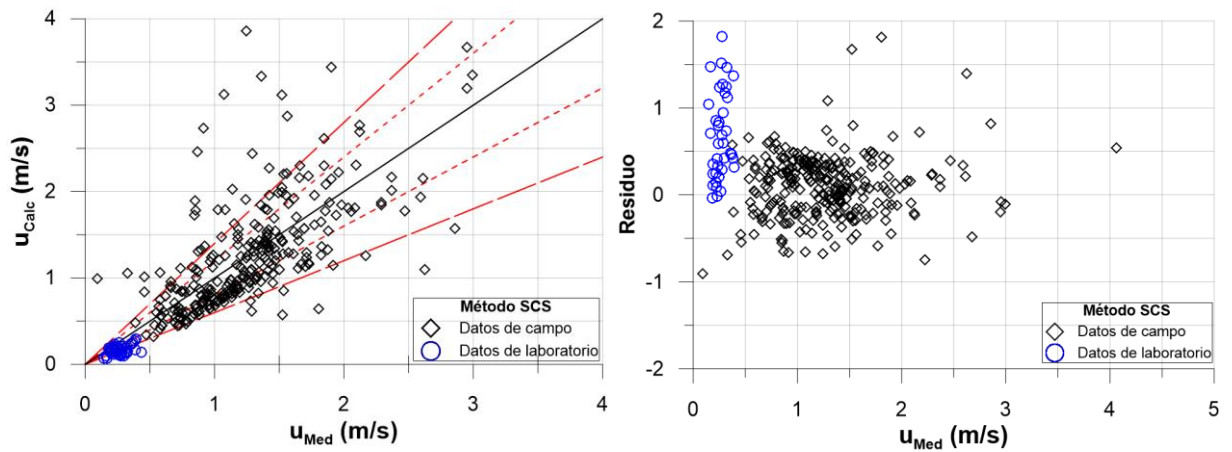 4
3
2
1
0
u_Calc (m/s)
0
1
2
3
4
u_Med (m/s)
Método SCS
Datos de campo
Datos de laboratorio
2
1
0
-1
-2
Residuo
0
1
2
3
4
5
u_Med (m/s)
Método SCS
Datos de campo
Datos de laboratorio